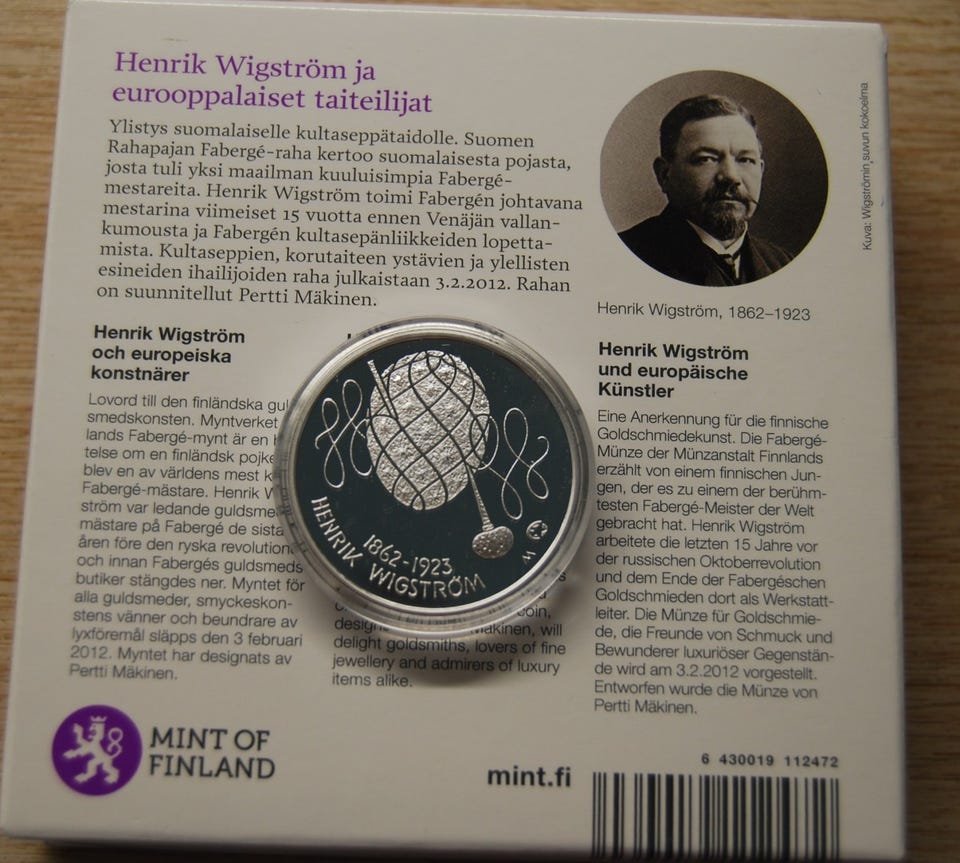 Henrik Wigström ja
eurooppalaiset taiteilijat
Ylistys suomalaiselle kultaseppätaidolle. Suomen
Rahapajan Fabergé-raha kertoo suomalaisesta pojasta,
josta tuli yksi maailman kuuluisimpia Fabergé-
mestareita. Henrik Wigström toimi Fabergén johtavana
mestarina viimeiset 15 vuotta ennen Venäjän vallan-
kumousta ja Fabergén kultasepänliikkeiden lopetta-
mista. Kultaseppien, korutaiteen ystävien ja ylellisten
esineiden ihailijoiden raha julkaistaan 3.2.2012. Rahan
on suunnitellut Pertti Mäkinen.
Kuva: Wigströmin suvun kokoelma
Henrik Wigström, 1862–1923
Henrik Wigström
och europeiska
konstnärer
Lovord till den finländska
smedskonsten. Myntverket
lands Fabergé-mynt är en
telse om en finländsk pojke
blev en av världens mest
Fabergé-mästare. Henrik
ström var ledande guldsme
mästare på Fabergé de sista
åren före den ryska revolution
och innan Fabergés guldsmeds
butiker stängdes ner. Myntet för
alla guldsmeder, smyckeskon-
stens vänner och beundrare av
lyxföremål släpps den 3 februari
2012. Myntet har designats av
Pertti Mäkinen.
HENRIK WIGSTRÖM
1862-1923
coin,
Mäkinen, will
delight goldsmiths, lovers of fine
jewellery and admirers of luxury
items alike.
Henrik Wigström
und europäische
Künstler
Eine Anerkennung für die finnische
Goldschmiedekunst. Die Fabergé-
Münze der Münzanstalt Finnlands
erzählt von einem finnischen Jun-
gen, der es zu einem der berühm-
testen Fabergé-Meister der Welt
gebracht hat. Henrik Wigström
arbeitete die letzten 15 Jahre vor
der russischen Oktoberrevolution
und dem Ende der Fabergéschen
Goldschmieden dort als Werkstatt-
leiter. Die Münze für Goldschmie-
de, die Freunde von Schmuck und
Bewunderer luxuriöser Gegenstän-
de wird am 3.2.2012 vorgestellt.
Entworfen wurde die Münze von
Pertti Mäkinen.
MINT OF
FINLAND
mint.fi
6 430019 112472